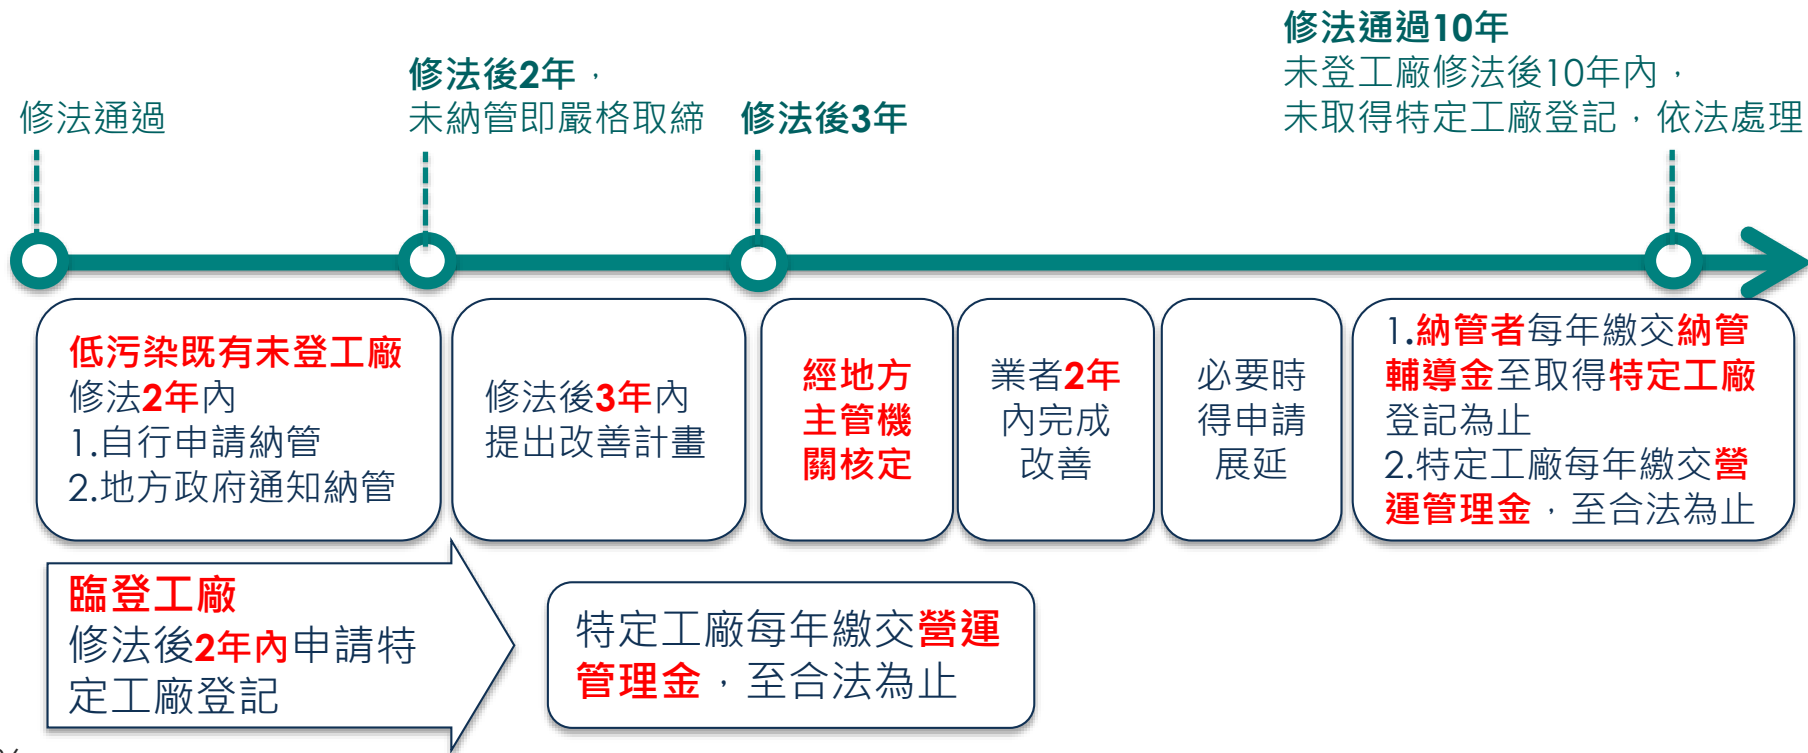 修法通過
修法後2年，
未納管即嚴格取締
修法後3年
修法通過10年
未登工廠修法後10年內，
未取得特定工廠登記，依法處理
低污染既有未登工廠
修法2年內
1.自行申請納管
2.地方政府通知納管
修法後3年內
提出改善計畫
經地方
主管機
關核定
業者2年
內完成
改善
必要時
得申請
展延
1.納管者每年繳交納管
輔導金至取得特定工廠
登記為止
2.特定工廠每年繳交營
運管理金，至合法為止
臨登工廠
修法後2年內申請特
定工廠登記
特定工廠每年繳交營運
管理金，至合法為止